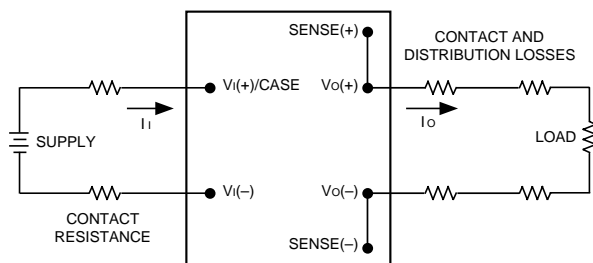 SENSE(+)
CONTACT AND
DISTRIBUTION LOSSES
VI(+)/CASE
VO(+)
II
IO
SUPPLY
LOAD
VI(–)
VO(–)
CONTACT
RESISTANCE
SENSE(–)